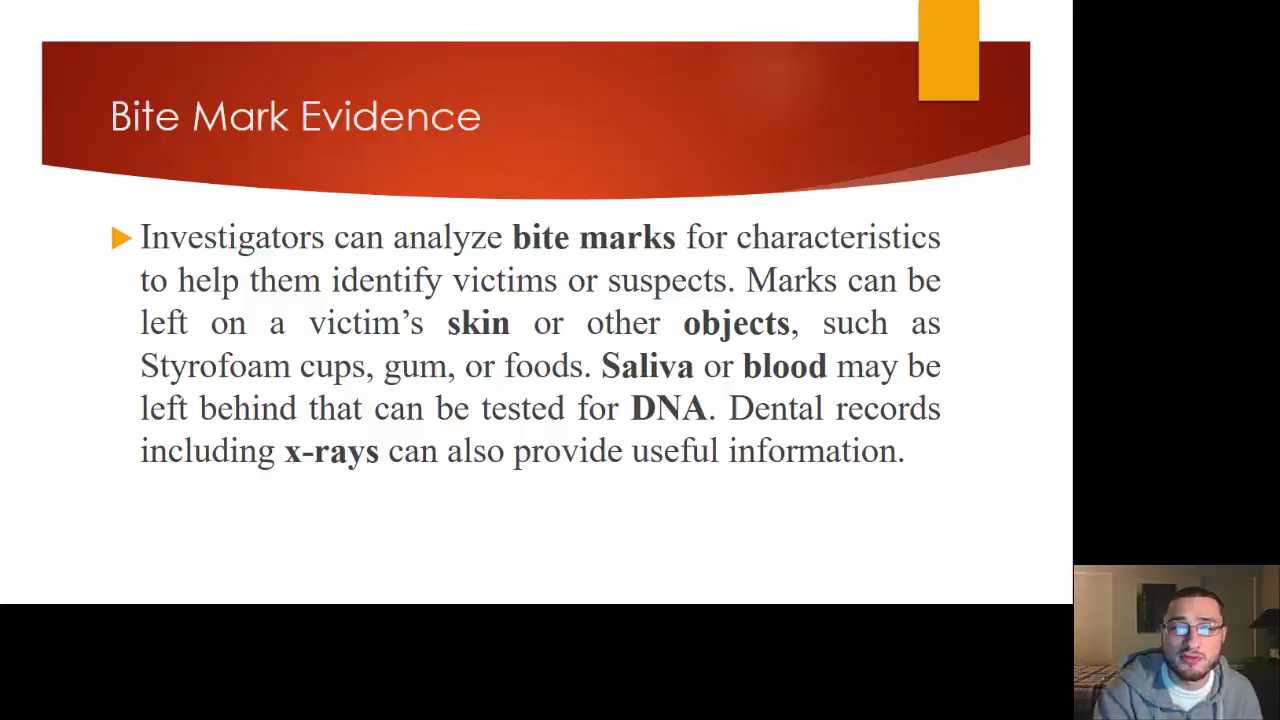 Bite Mark Evidence
Investigators can analyze bite marks for characteristics
to help them identify victims or suspects. Marks can be
left on a victim’s skin or other objects, such as
Styrofoam cups, gum, or foods. Saliva or blood may be
left behind that can be tested for DNA. Dental records
including x-rays can also provide useful information.